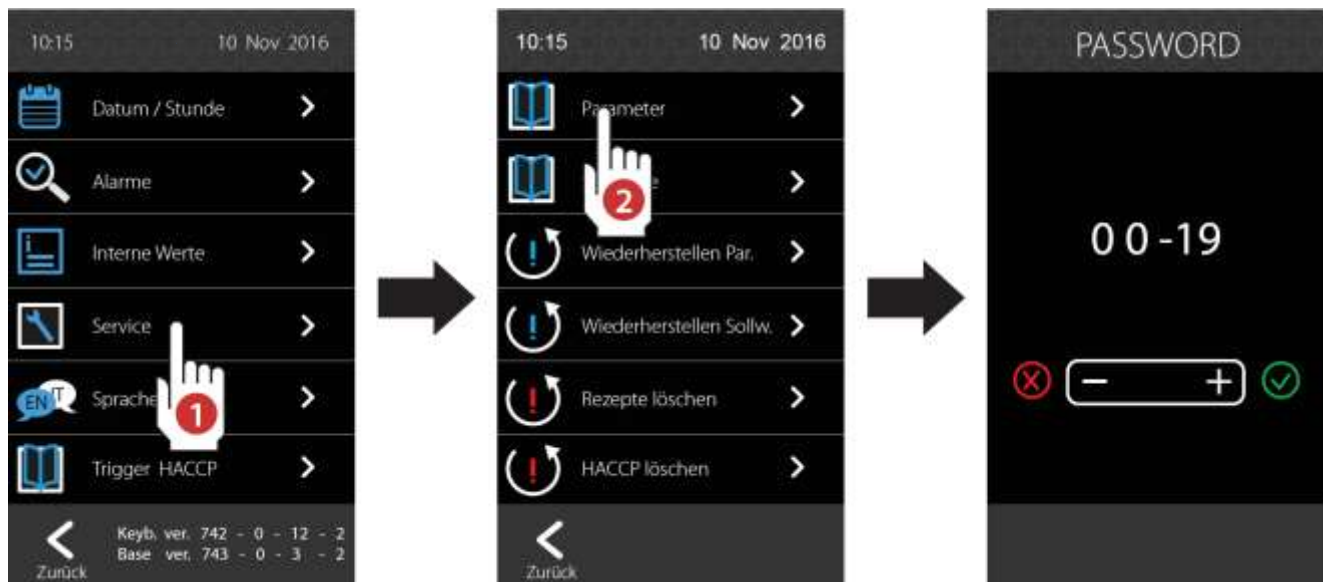 10:15 10 Nov 2016
Datum / Stunde
Alarme
Interne Werte
Service
Sprache
1
Trigger HACCP
Keyb. ver. 742 - 0 - 12 - 2
Base ver. 743 - 0 - 3 - 2
Zurück
10:15 10 Nov 2016
Parameter
2
Wiederherstellen Par.
Wiederherstellen Sollw.
Rezepte löschen
HACCP löschen
Zurück
PASSWORD
0 0 -19
− +